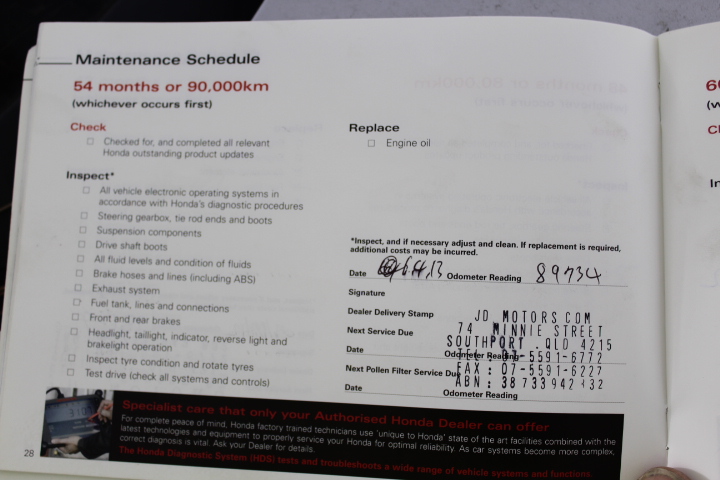 Maintenance Schedule
54 months or 90,000km
(whichever occurs first)
Check
Checked for, and completed all relevant
Honda outstanding product updates
Inspect*
All vehicle electronic operating systems in
accordance with Honda's diagnostic procedures
Steering gearbox, tie rod ends and boots
Suspension components
Drive shaft boots
All fluid levels and condition of fluids
Brake hoses and lines (including ABS)
Exhaust system
Fuel tank, lines and connections
Front and rear brakes
Headlight, taillight, indicator, reverse light and
brakelight operation
Inspect tyre condition and rotate tyres
Test drive (check all systems and controls)
Replace
Engine oil
*Inspect, and if necessary adjust and clean. If replacement is required,
additional costs may be incurred.
Date Odometer Reading 89734
Signature
Dealer Delivery Stamp JD MOTORS COM
Next Service Due 74 MINNIE STREET
SOUTHPORT . QLD 4215
Date Odometer Reading 07-5591-6772
Next Pollen Filter Service Due FAX : 07-5591-6227
ABN : 38 733 942
Date Odometer Reading
Specialist care that only your Authorised Honda Dealer can offer
For complete peace of mind, Honda factory trained technicians use 'unique to Honda' state of the art facilities combined with the
latest technologies and equipment to properly service your Honda for optimal reliability. As car systems become more complex,
correct diagnosis is vital. Ask your Dealer for details.
The Honda Diagnostic System (HDS) tests and troubleshoots a wide range of vehicle systems and functions
28